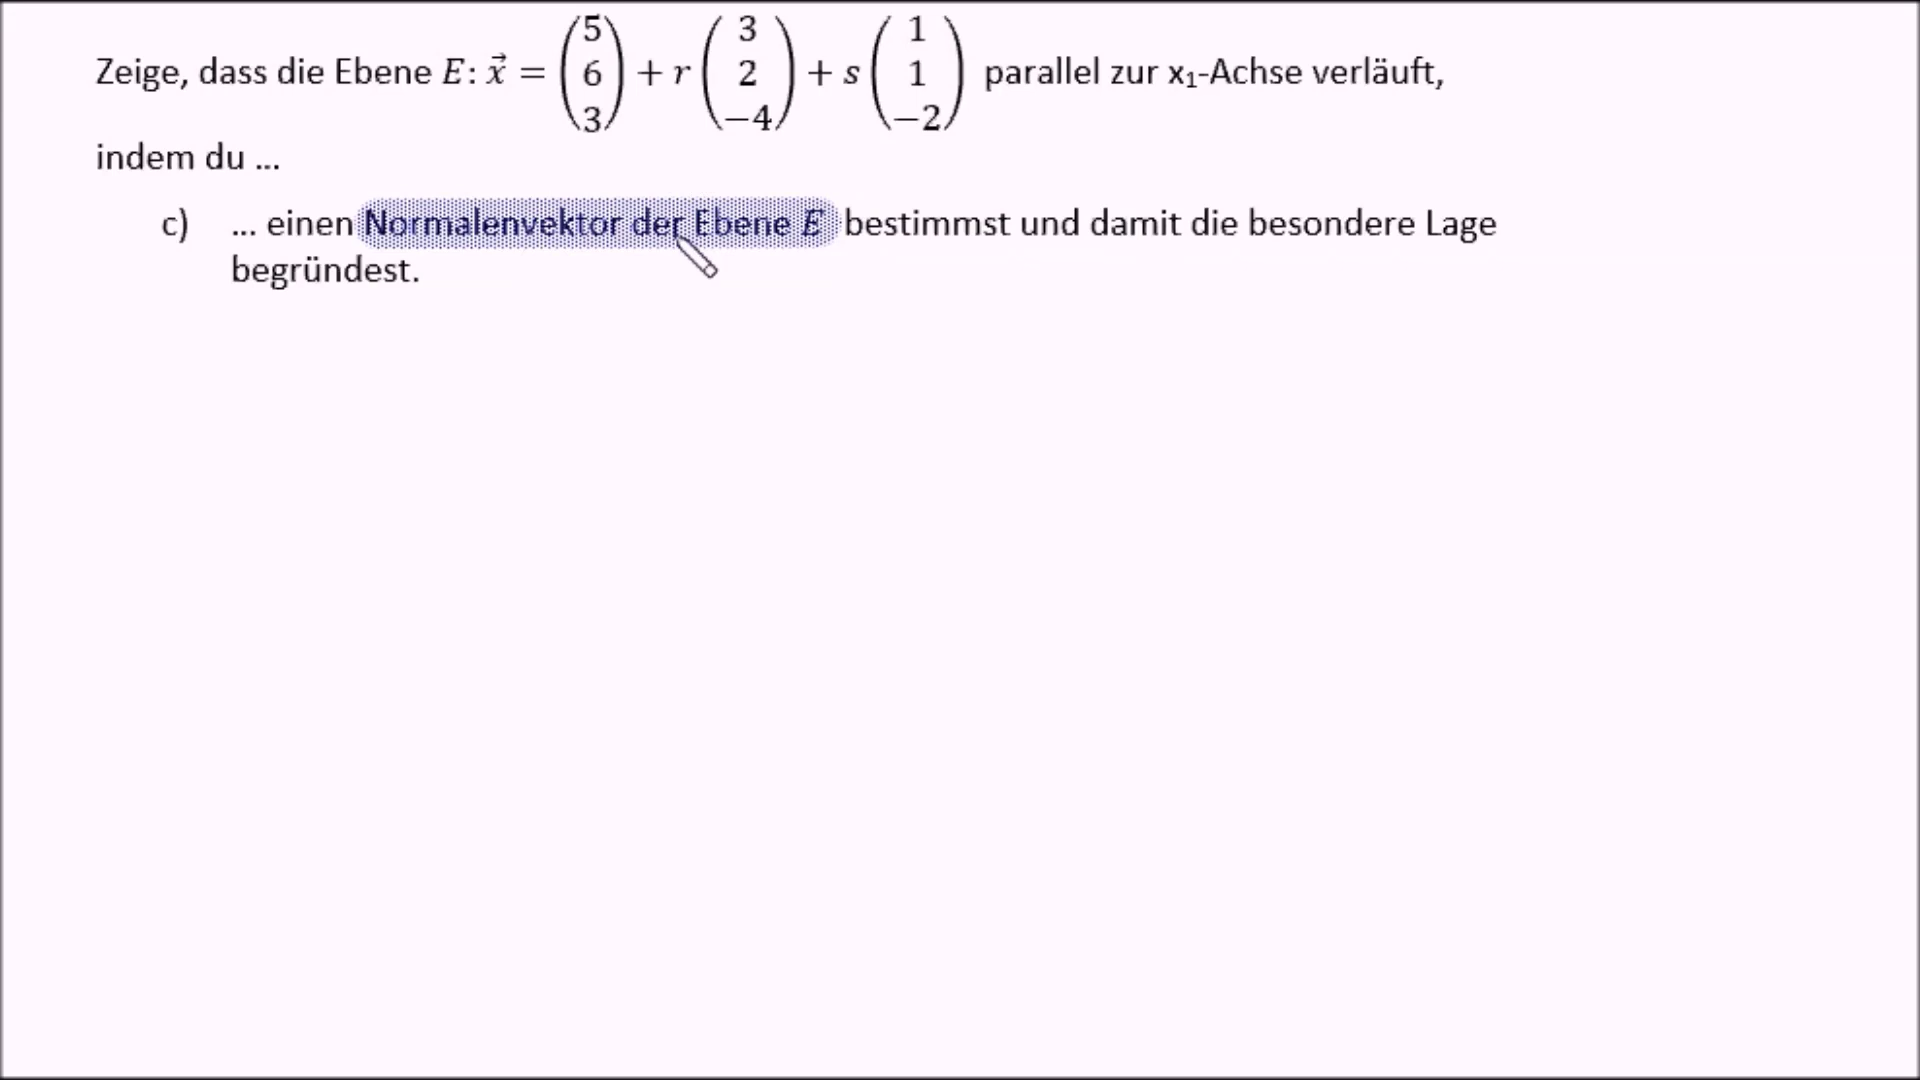 Zeige, dass die Ebene E: x⃗ = (5 6 3) + r (3 2 −4) + s (1 1 −2) parallel zur x₁-Achse verläuft,
indem du ...
c) ... einen Normalenvektor der Ebene E bestimmst und damit die besondere Lage
begründest.